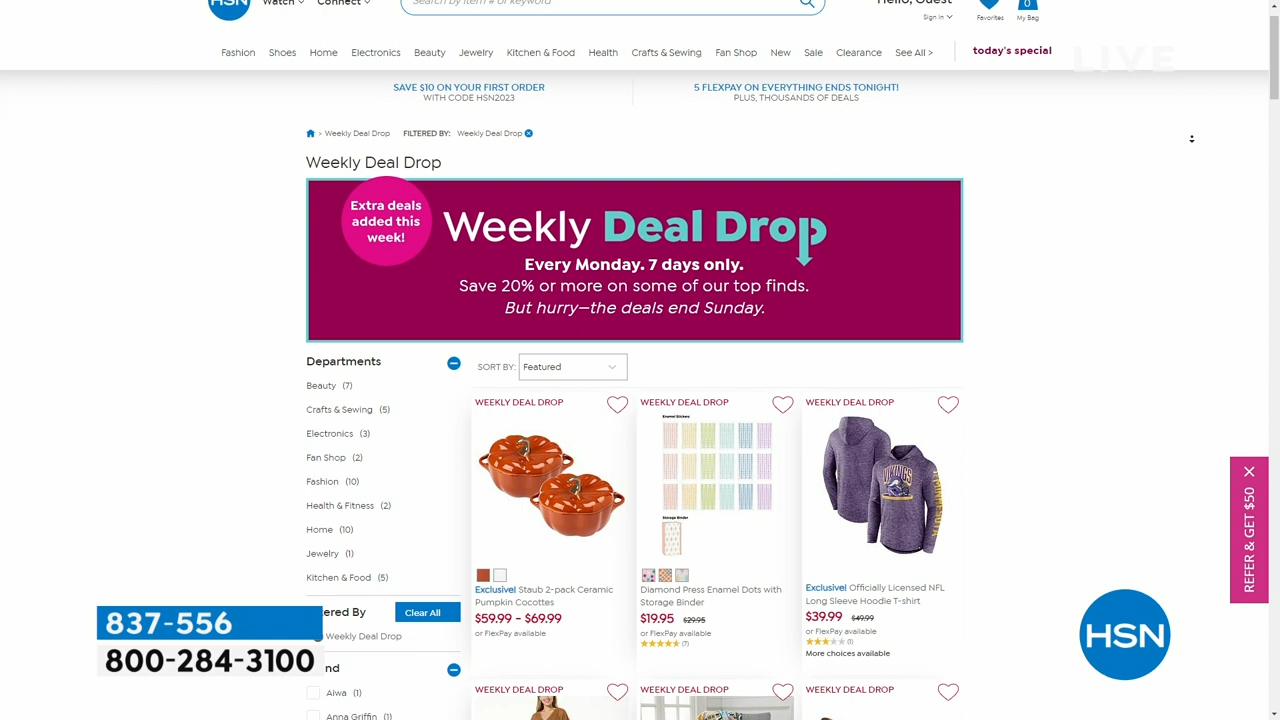 HSN
Watch
Connect
Search by item # or keyword
Hello, Guest
Sign In
Favorites
0
My Bag
Fashion Shoes Home Electronics Beauty Jewelry Kitchen & Food Health Crafts & Sewing Fan Shop New Sale Clearance See All >
today's special
LIVE
SAVE $10 ON YOUR FIRST ORDER
WITH CODE HSN2023
5 FLEXPAY ON EVERYTHING ENDS TONIGHT!
PLUS, THOUSANDS OF DEALS
> Weekly Deal Drop FILTERED BY: Weekly Deal Drop
Weekly Deal Drop
Extra deals
added this
week!
Weekly Deal Drop
Every Monday. 7 days only.
Save 20% or more on some of our top finds.
But hurry—the deals end Sunday.
Departments
Beauty (7)
Crafts & Sewing (5)
Electronics (3)
Fan Shop (2)
Fashion (10)
Health & Fitness (2)
Home (10)
Jewelry (1)
Kitchen & Food (5)
Clear All
Weekly Deal Drop
Aiwa (1)
Anna Griffin (1)
SORT BY: Featured
WEEKLY DEAL DROP
Exclusive! Staub 2-pack Ceramic
Pumpkin Cocottes
$59.99 - $69.99
or FlexPay available
WEEKLY DEAL DROP
Enamel Stickers
Storage Binder
Diamond Press Enamel Dots with
Storage Binder
$19.95 $29.95
or FlexPay available
(7)
WEEKLY DEAL DROP
VIKINGS
Exclusive! Officially Licensed NFL
Long Sleeve Hoodie T-shirt
$39.99 $49.99
or FlexPay available
(1)
More choices available
WEEKLY DEAL DROP
WEEKLY DEAL DROP
WEEKLY DEAL DROP
REFER & GET $50
837-556
800-284-3100
HSN